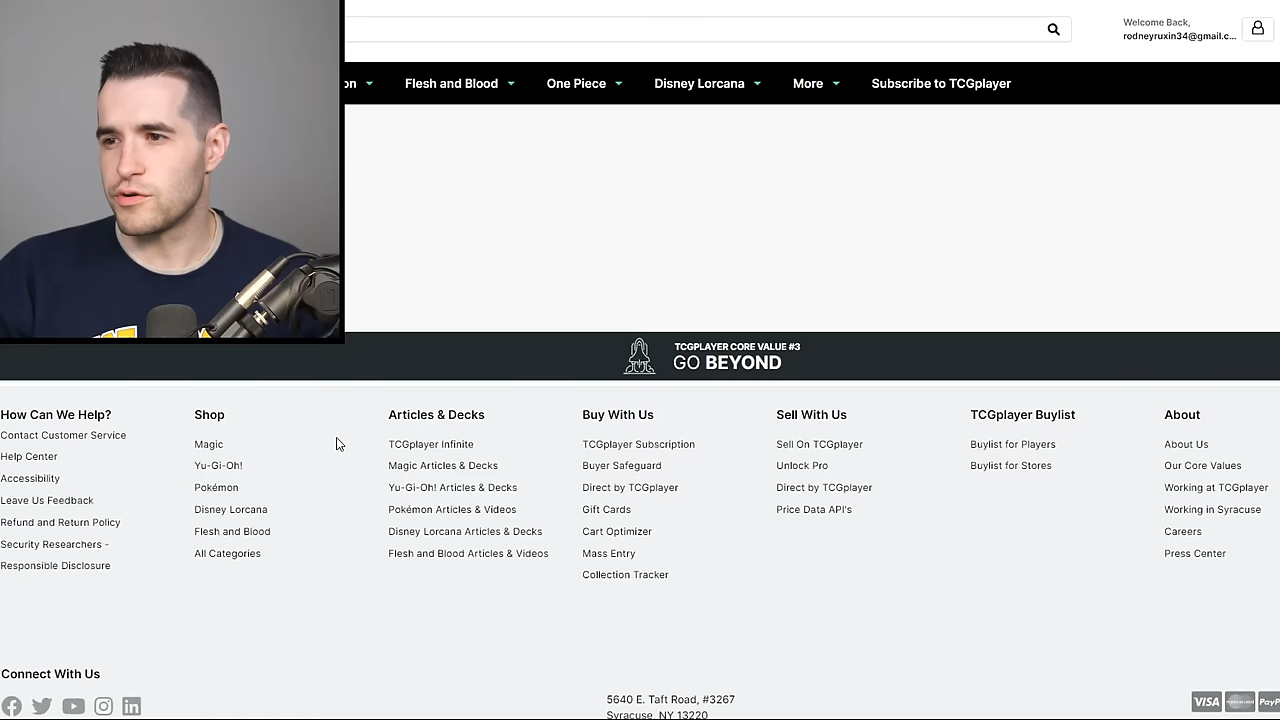 Welcome Back,
rodneyruxin34@gmail.c...
on
Flesh and Blood
One Piece
Disney Lorcana
More
Subscribe to TCGplayer
TCGPLAYER CORE VALUE #3
GO BEYOND
How Can We Help?
Contact Customer Service
Help Center
Accessibility
Leave Us Feedback
Refund and Return Policy
Security Researchers -
Responsible Disclosure
Shop
Magic
Yu-Gi-Oh!
Pokémon
Disney Lorcana
Flesh and Blood
All Categories
Articles & Decks
TCGplayer Infinite
Magic Articles & Decks
Yu-Gi-Oh! Articles & Decks
Pokémon Articles & Videos
Disney Lorcana Articles & Decks
Flesh and Blood Articles & Videos
Buy With Us
TCGplayer Subscription
Buyer Safeguard
Direct by TCGplayer
Gift Cards
Cart Optimizer
Mass Entry
Collection Tracker
Sell With Us
Sell On TCGplayer
Unlock Pro
Direct by TCGplayer
Price Data API's
TCGplayer Buylist
Buylist for Players
Buylist for Stores
About
About Us
Our Core Values
Working at TCGplayer
Working in Syracuse
Careers
Press Center
Connect With Us
5640 E. Taft Road, #3267
Syracuse, NY 13220
VISA
PayP